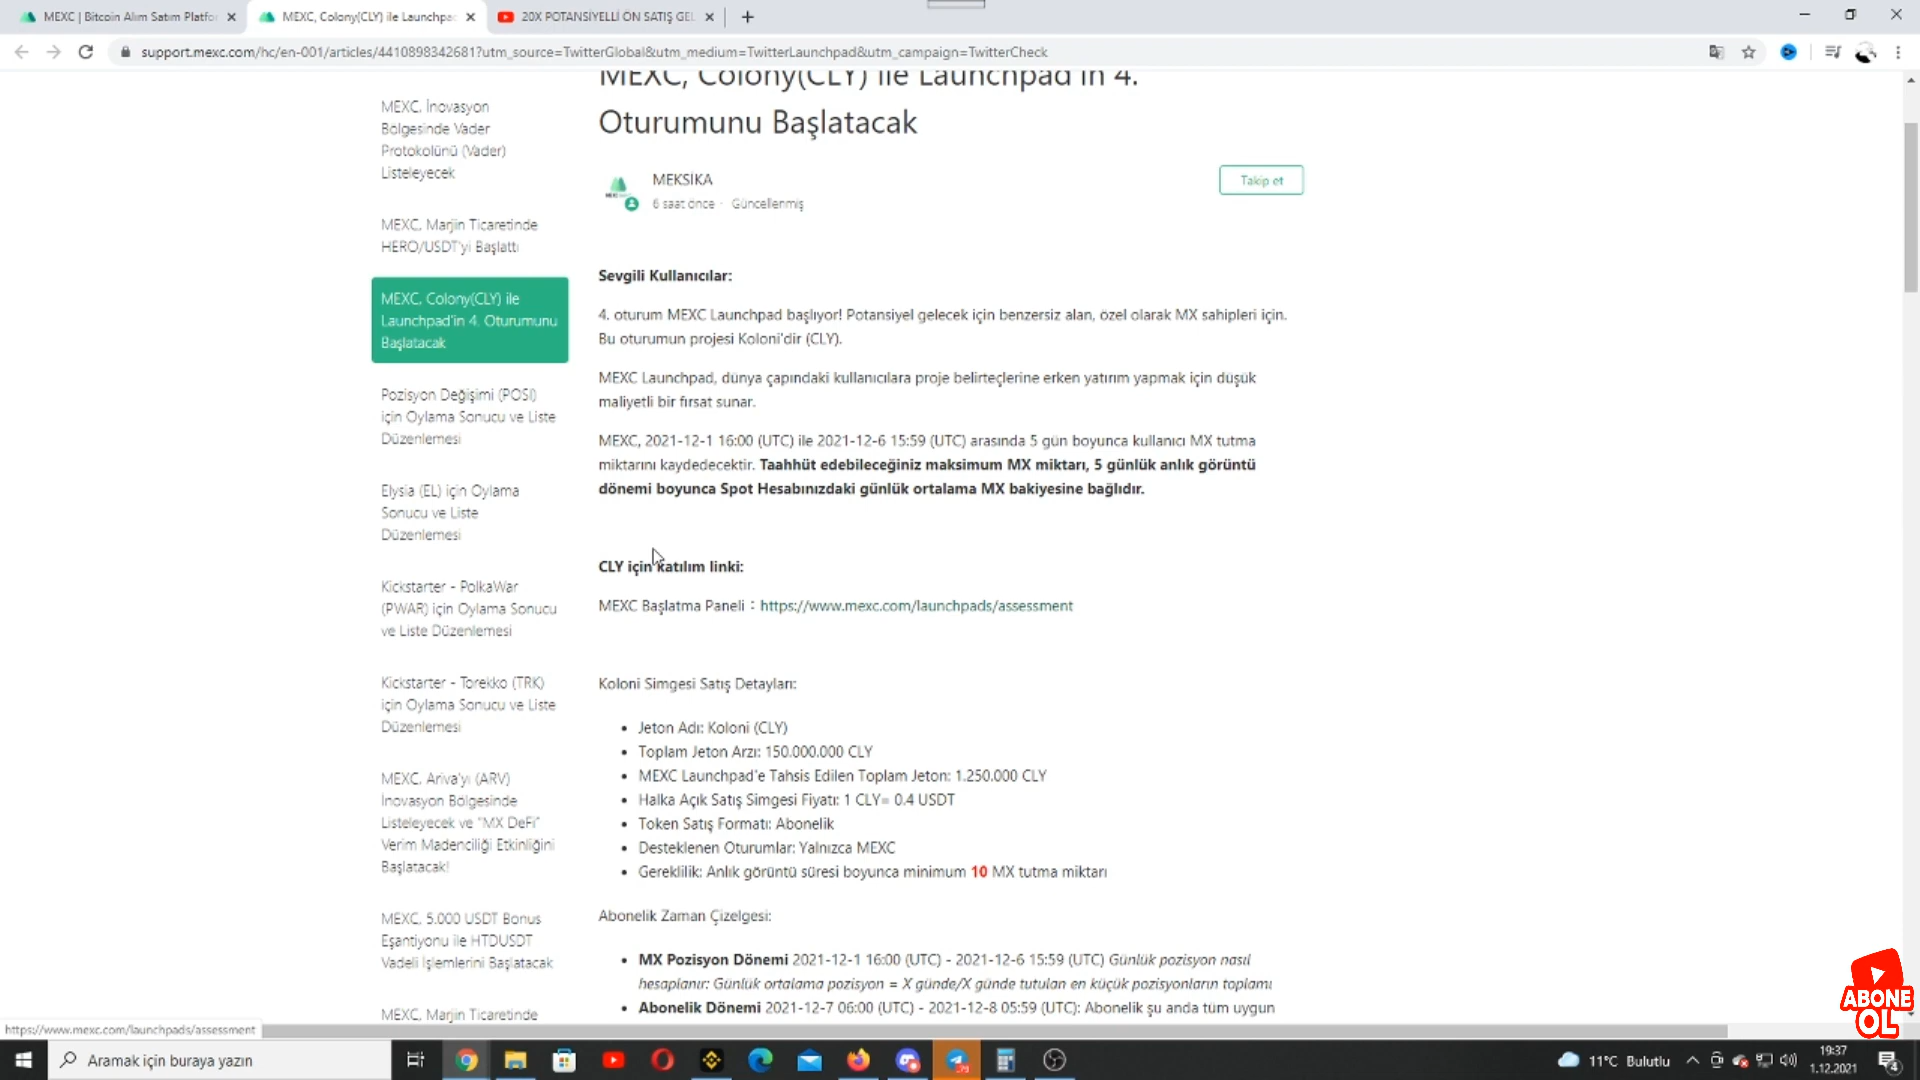 MEXC | Bitcoin Alım Satım Platfo
MEXC, Colony(CLY) ile Launchpad
20X POTANSİYELLİ ÖN SATIŞ GEL
support.mexc.com/hc/en-001/articles/4410898342681?utm_source=TwitterGlobal&utm_medium=TwitterLaunchpad&utm_campaign=TwitterCheck
MEXC, Colony(CLY) ile Launchpad'in 4.
Oturumunu Başlatacak
MEKSİKA
6 saat önce · Güncellenmiş
Takip et
MEXC, İnovasyon
Bölgesinde Vader
Protokolünü (Vader)
Listeleyecek
MEXC, Marjin Ticaretinde
HERO/USDT'yi Başlattı
MEXC, Colony(CLY) ile
Launchpad'in 4. Oturumunu
Başlatacak
Pozisyon Değişimi (POSI)
için Oylama Sonucu ve Liste
Düzenlemesi
Elysia (EL) için Oylama
Sonucu ve Liste
Düzenlemesi
Kickstarter - PolkaWar
(PWAR) için Oylama Sonucu
ve Liste Düzenlemesi
Kickstarter - Torekko (TRK)
için Oylama Sonucu ve Liste
Düzenlemesi
MEXC, Ariva'yı (ARV)
İnovasyon Bölgesinde
Listeleyecek ve "MX DeFi"
Verim Madenciliği Etkinliğini
Başlatacak!
MEXC, 5.000 USDT Bonus
Eşantiyonu ile HTDUSDT
Vadeli İşlemlerini Başlatacak
MEXC, Marjin Ticaretinde
Sevgili Kullanıcılar:
4. oturum MEXC Launchpad başlıyor! Potansiyel gelecek için benzersiz alan, özel olarak MX sahipleri için.
Bu oturumun projesi Koloni'dir (CLY).
MEXC Launchpad, dünya çapındaki kullanıcılara proje belirteçlerine erken yatırım yapmak için düşük
maliyetli bir fırsat sunar.
MEXC, 2021-12-1 16:00 (UTC) ile 2021-12-6 15:59 (UTC) arasında 5 gün boyunca kullanıcı MX tutma
miktarını kaydedecektir. Taahhüt edebileceğiniz maksimum MX miktarı, 5 günlük anlık görüntü
dönemi boyunca Spot Hesabınızdaki günlük ortalama MX bakiyesine bağlıdır.
CLY için katılım linki:
MEXC Başlatma Paneli : https://www.mexc.com/launchpads/assessment
Koloni Simgesi Satış Detayları:
• Jeton Adı: Koloni (CLY)
• Toplam Jeton Arzı: 150.000.000 CLY
• MEXC Launchpad'e Tahsis Edilen Toplam Jeton: 1.250.000 CLY
• Halka Açık Satış Simgesi Fiyatı: 1 CLY= 0.4 USDT
• Token Satış Formatı: Abonelik
• Desteklenen Oturumlar: Yalnızca MEXC
• Gereklilik: Anlık görüntü süresi boyunca minimum 10 MX tutma miktarı
Abonelik Zaman Çizelgesi:
• MX Pozisyon Dönemi 2021-12-1 16:00 (UTC) - 2021-12-6 15:59 (UTC) Günlük pozisyon nasıl
hesaplanır: Günlük ortalama pozisyon = X günde/X günde tutulan en küçük pozisyonların toplamı
• Abonelik Dönemi 2021-12-7 06:00 (UTC) - 2021-12-8 05:59 (UTC): Abonelik şu anda tüm uygun
https://www.mexc.com/launchpads/assessment
ABONE
OL
Aramak için buraya yazın
11°C Bulutlu
19:37
1.12.2021
4